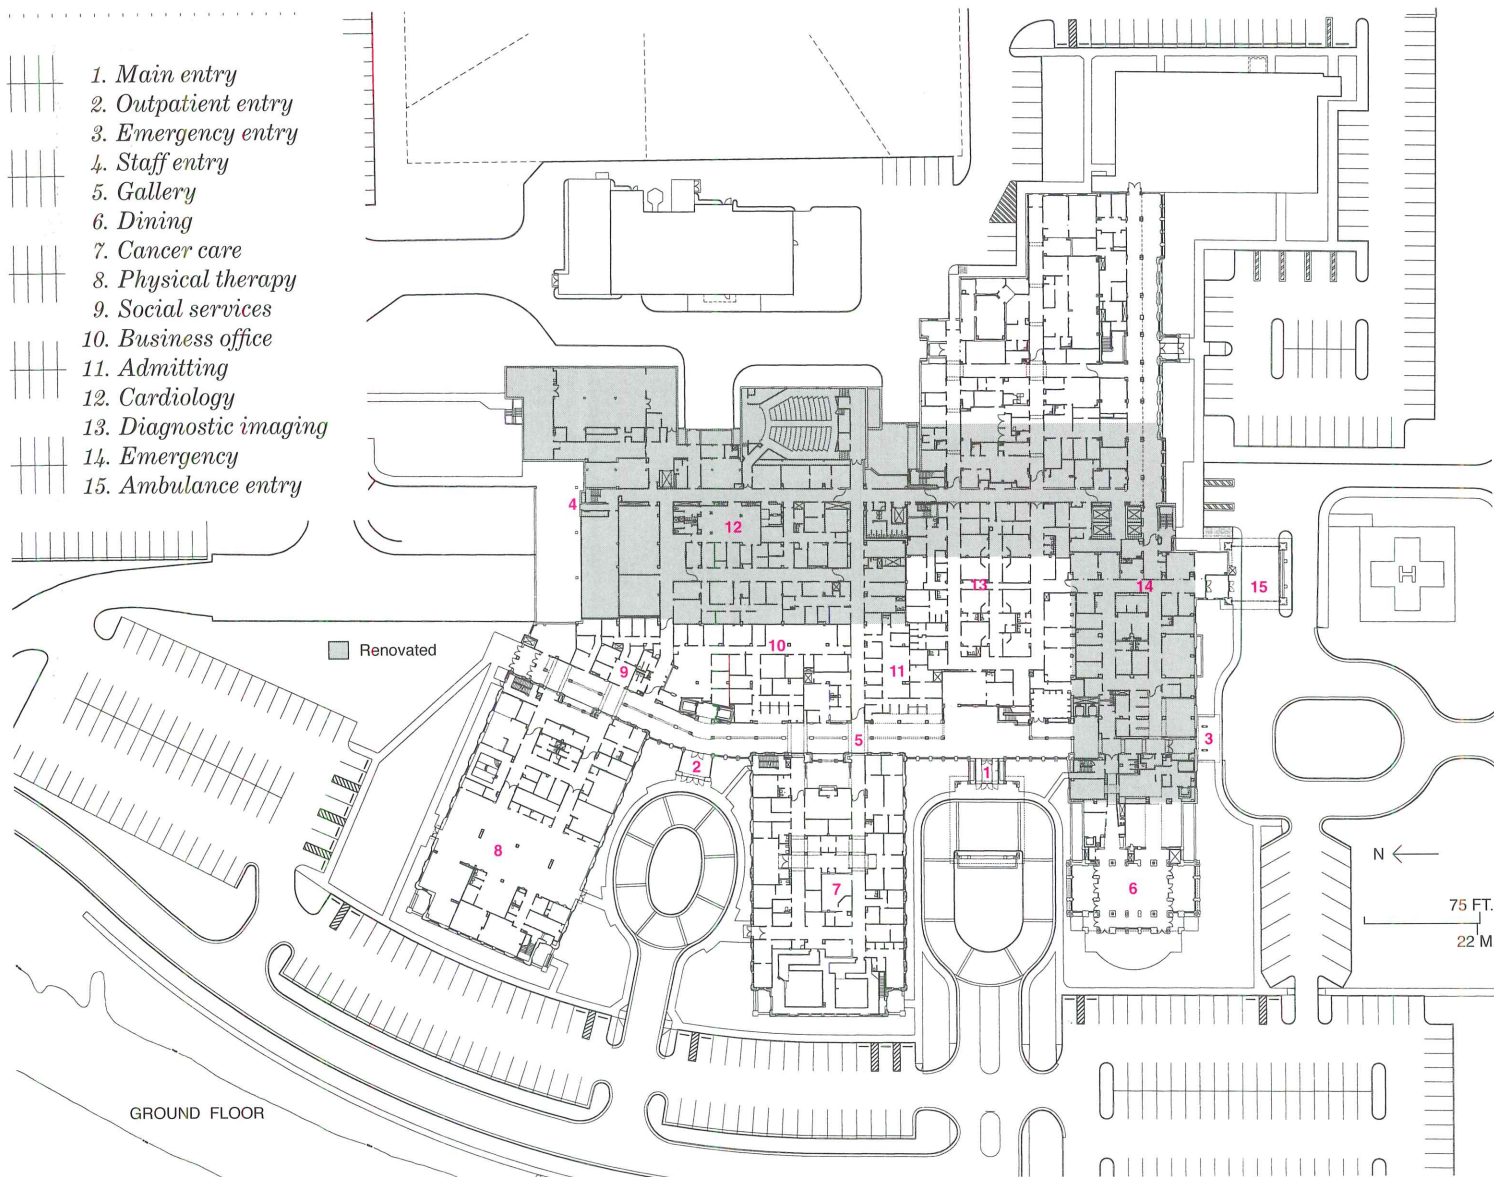 1. Main entry
2. Outpatient entry
3. Emergency entry
4. Staff entry
5. Gallery
6. Dining
7. Cancer care
8. Physical therapy
9. Social services
10. Business office
11. Admitting
12. Cardiology
13. Diagnostic imaging
14. Emergency
15. Ambulance entry
4
12
13
14
15
H
Renovated
10
9
11
5
3
2
1
8
7
6
N
75 FT.
22 M
GROUND FLOOR